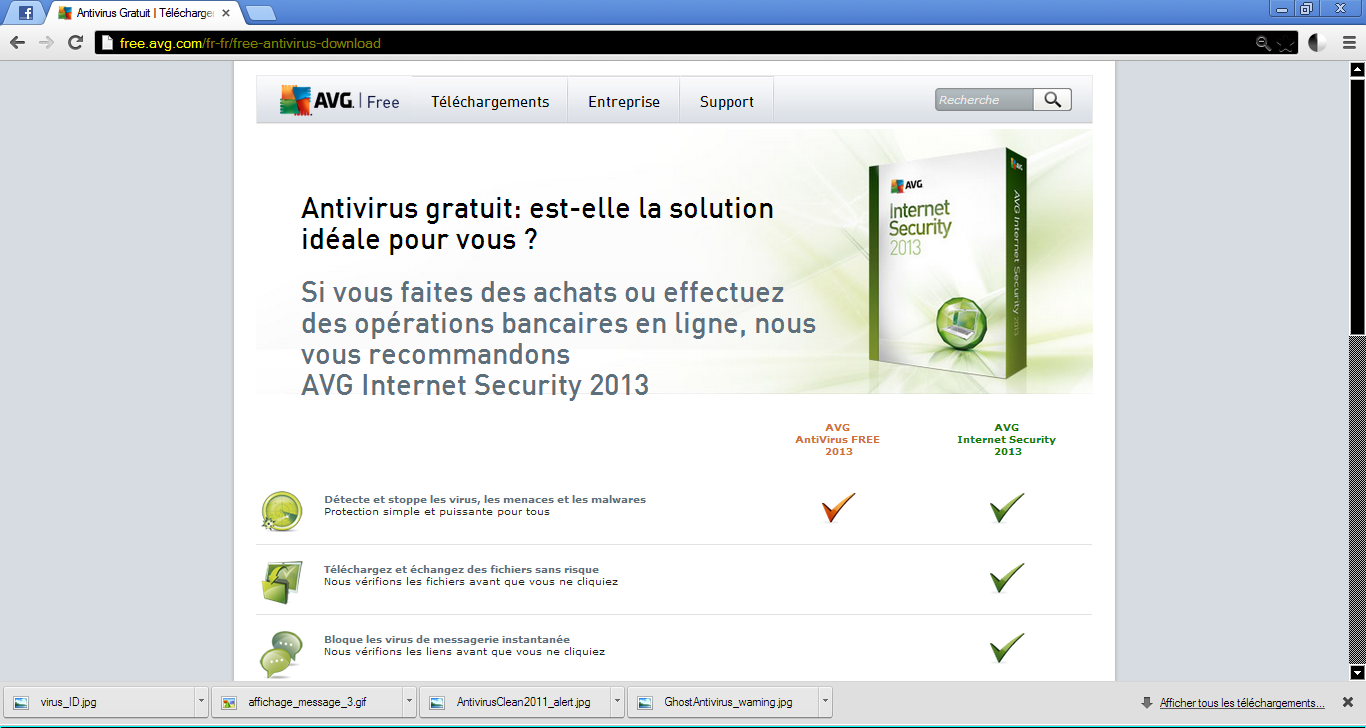 Antivirus Gratuit | Télécharge
free.avg.com/fr-fr/free-antivirus-download
AVG. | Free
Téléchargements
Entreprise
Support
Recherche
Antivirus gratuit: est-elle la solution
idéale pour vous ?
Si vous faites des achats ou effectuez
des opérations bancaires en ligne, nous
vous recommandons
AVG Internet Security 2013
AVG
Internet
Security
2013
AVG
AVG Internet Security 2013
AVG
AntiVirus FREE
2013
AVG
Internet Security
2013
Détecte et stoppe les virus, les menaces et les malwares
Protection simple et puissante pour tous
Téléchargez et échangez des fichiers sans risque
Nous vérifions les fichiers avant que vous ne cliquiez
Bloque les virus de messagerie instantanée
Nous vérifions les liens avant que vous ne cliquiez
virus_ID.jpg
affichage_message_3.gif
AntivirusClean2011_alert.jpg
GhostAntivirus_warning.jpg
Afficher tous les téléchargements...